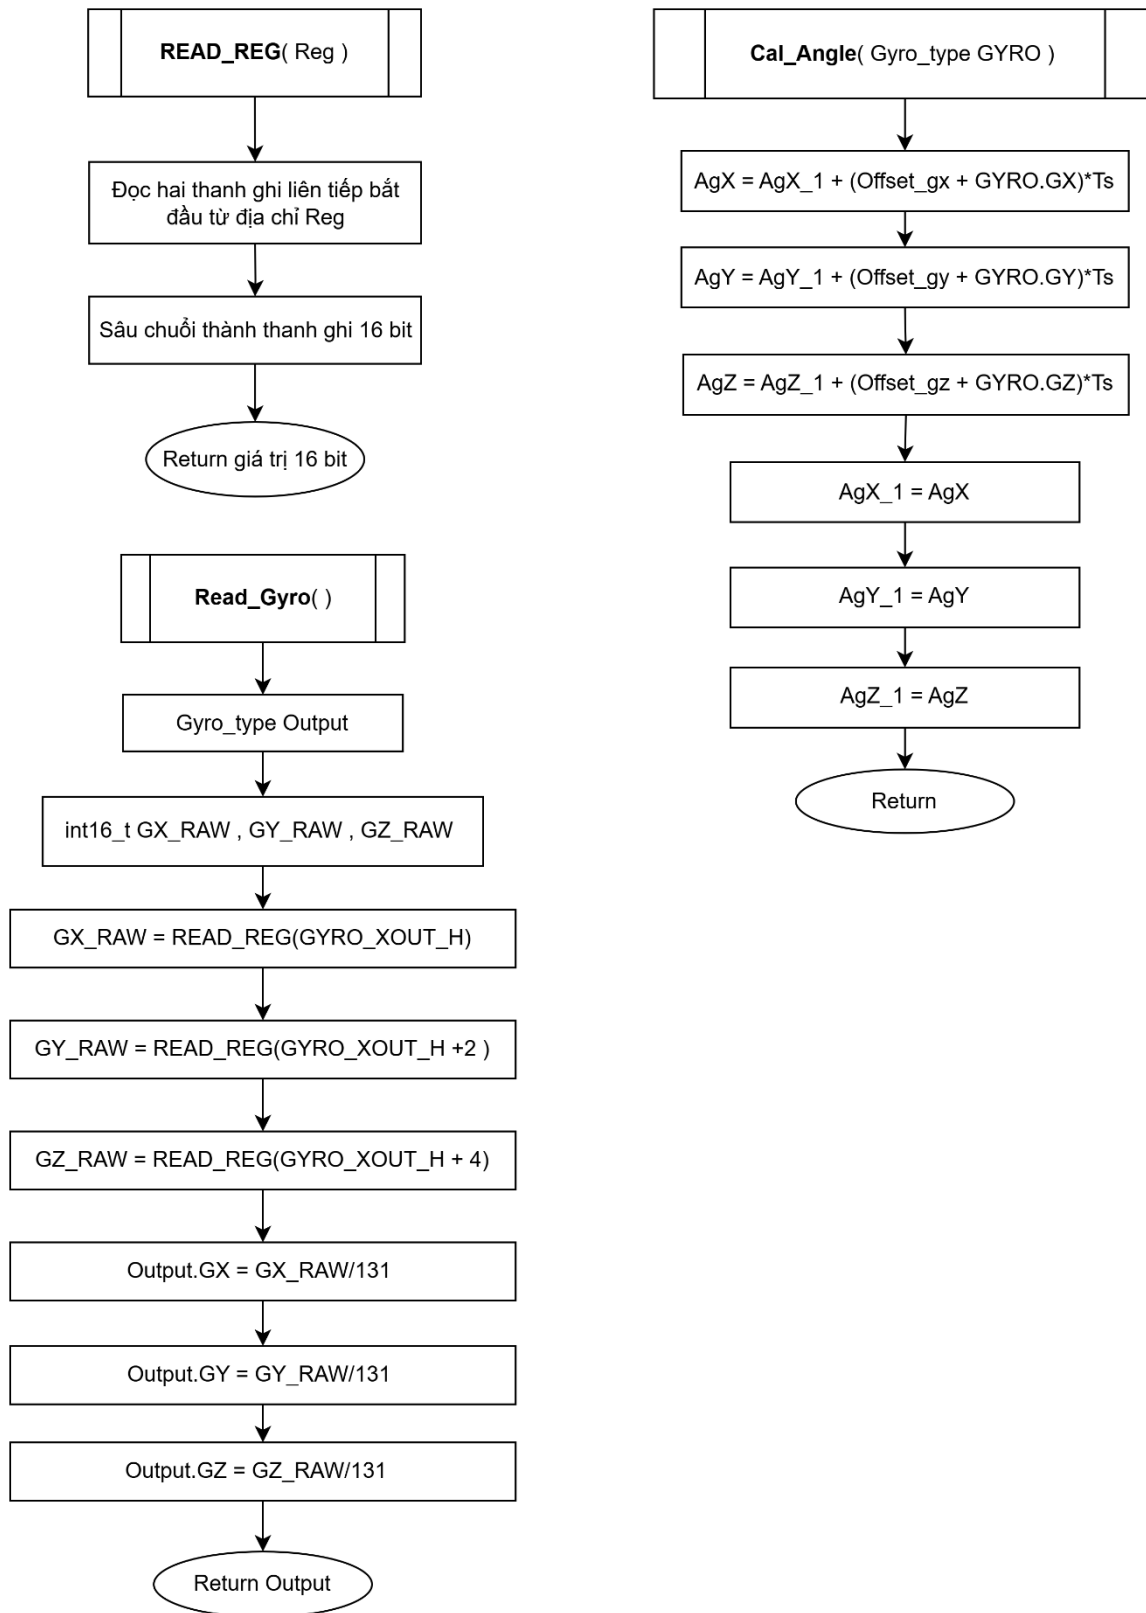 READ_REG( Reg )
Đọc hai thanh ghi liên tiếp bắt
đầu từ địa chỉ Reg
Sâu chuổi thành thanh ghi 16 bit
Return giá trị 16 bit
Read_Gyro( )
Gyro_type Output
int16_t GX_RAW , GY_RAW , GZ_RAW
GX_RAW = READ_REG(GYRO_XOUT_H)
GY_RAW = READ_REG(GYRO_XOUT_H +2 )
GZ_RAW = READ_REG(GYRO_XOUT_H + 4)
Output.GX = GX_RAW/131
Output.GY = GY_RAW/131
Output.GZ = GZ_RAW/131
Return Output
Cal_Angle( Gyro_type GYRO )
AgX = AgX_1 + (Offset_gx + GYRO.GX)*Ts
AgY = AgY_1 + (Offset_gy + GYRO.GY)*Ts
AgZ = AgZ_1 + (Offset_gz + GYRO.GZ)*Ts
AgX_1 = AgX
AgY_1 = AgY
AgZ_1 = AgZ
Return